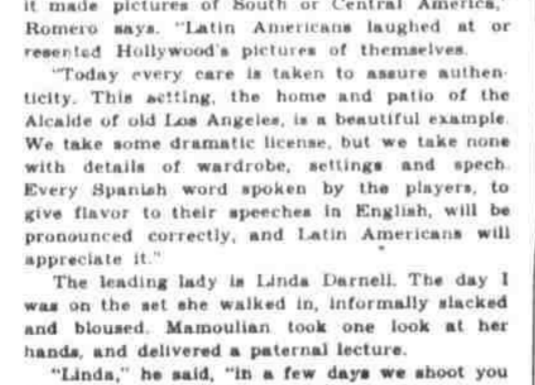 it made pictures of South or Central America,"
Romero says. "Latin Americans laughed at or
resented Hollywood's pictures of themselves.
"Today every care is taken to assure authen-
ticity. This setting, the home and patio of the
Alcalde of old Los Angeles, is a beautiful example.
We take some dramatic license, but we take none
with details of wardrobe, settings and spech.
Every Spanish word spoken by the players, to
give flavor to their speeches in English, will be
pronounced correctly, and Latin Americans will
appreciate it."
The leading lady is Linda Darnell. The day I
was on the set she walked in, informally slacked
and bloused. Mamoulian took one look at her
hands, and delivered a paternal lecture.
"Linda," he said, "in a few days we shoot you